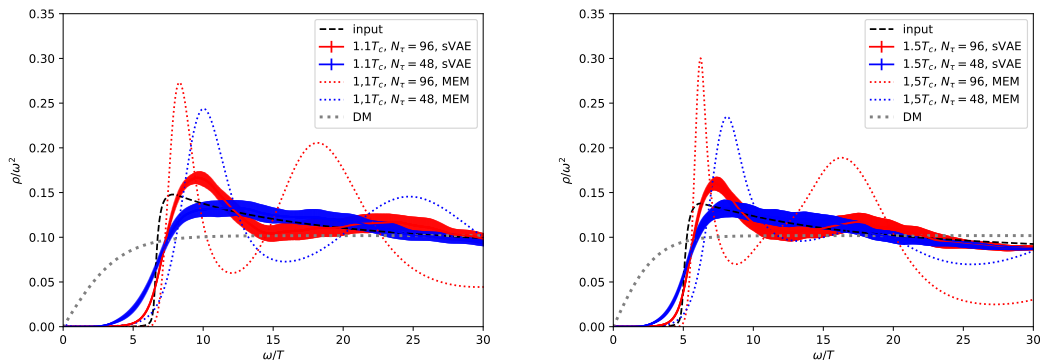 0.35
0.30
0.25
0.20
0.15
0.10
0.05
0.00
ρ/ω²
0
5
10
15
20
25
30
ω/T
input
1.1T_c, N_τ = 96, sVAE
1.1T_c, N_τ = 48, sVAE
1,1T_c, N_τ = 96, MEM
1,1T_c, N_τ = 48, MEM
DM
0.35
0.30
0.25
0.20
0.15
0.10
0.05
0.00
ρ/ω²
0
5
10
15
20
25
30
ω/T
input
1.5T_c, N_τ = 96, sVAE
1.5T_c, N_τ = 48, sVAE
1,5T_c, N_τ = 96, MEM
1,5T_c, N_τ = 48, MEM
DM